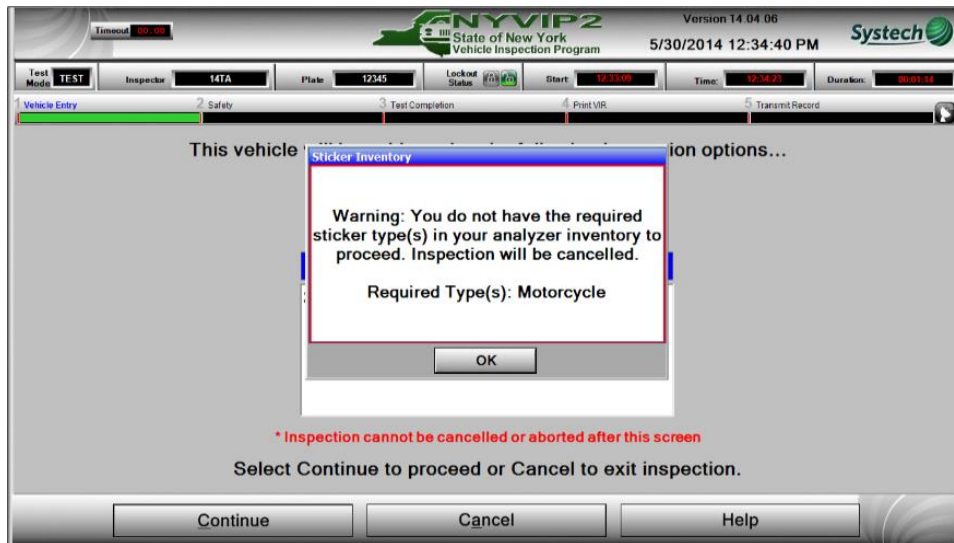 Timeout 00:00
NYVIP2
State of New York
Vehicle Inspection Program
Version 14.04.06
5/30/2014 12:34:40 PM
Systech
Test Mode TEST
Inspector 14TA
Plate 12345
Lockout Status
Start 12:33:09
Time: 12:34:23
Duration: 00:01:14
1 Vehicle Entry
2 Safety
3 Test Completion
4 Print VIR
5 Transmit Record
This vehicle
ion options...
Sticker Inventory
Warning: You do not have the required
sticker type(s) in your analyzer inventory to
proceed. Inspection will be cancelled.
Required Type(s): Motorcycle
OK
* Inspection cannot be cancelled or aborted after this screen
Select Continue to proceed or Cancel to exit inspection.
Continue
Cancel
Help